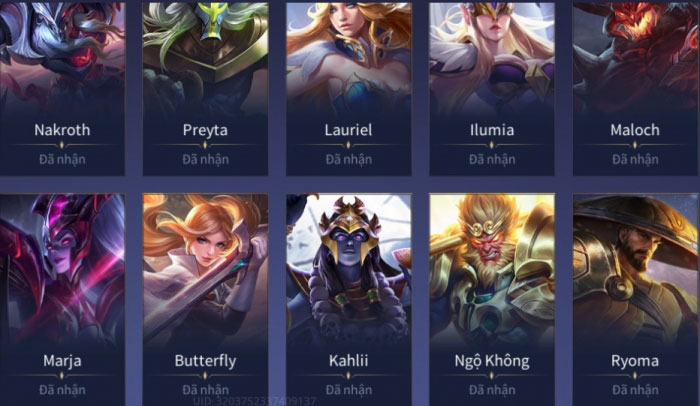 Nakroth
Đã nhận
Preyta
Đã nhận
Lauriel
Đã nhận
Ilumia
Đã nhận
Maloch
Đã nhận
Marja
Đã nhận
Butterfly
Đã nhận
Kahlii
Đã nhận
Ngộ Không
Đã nhận
Ryoma
Đã nhận
UID: 3203752337409137